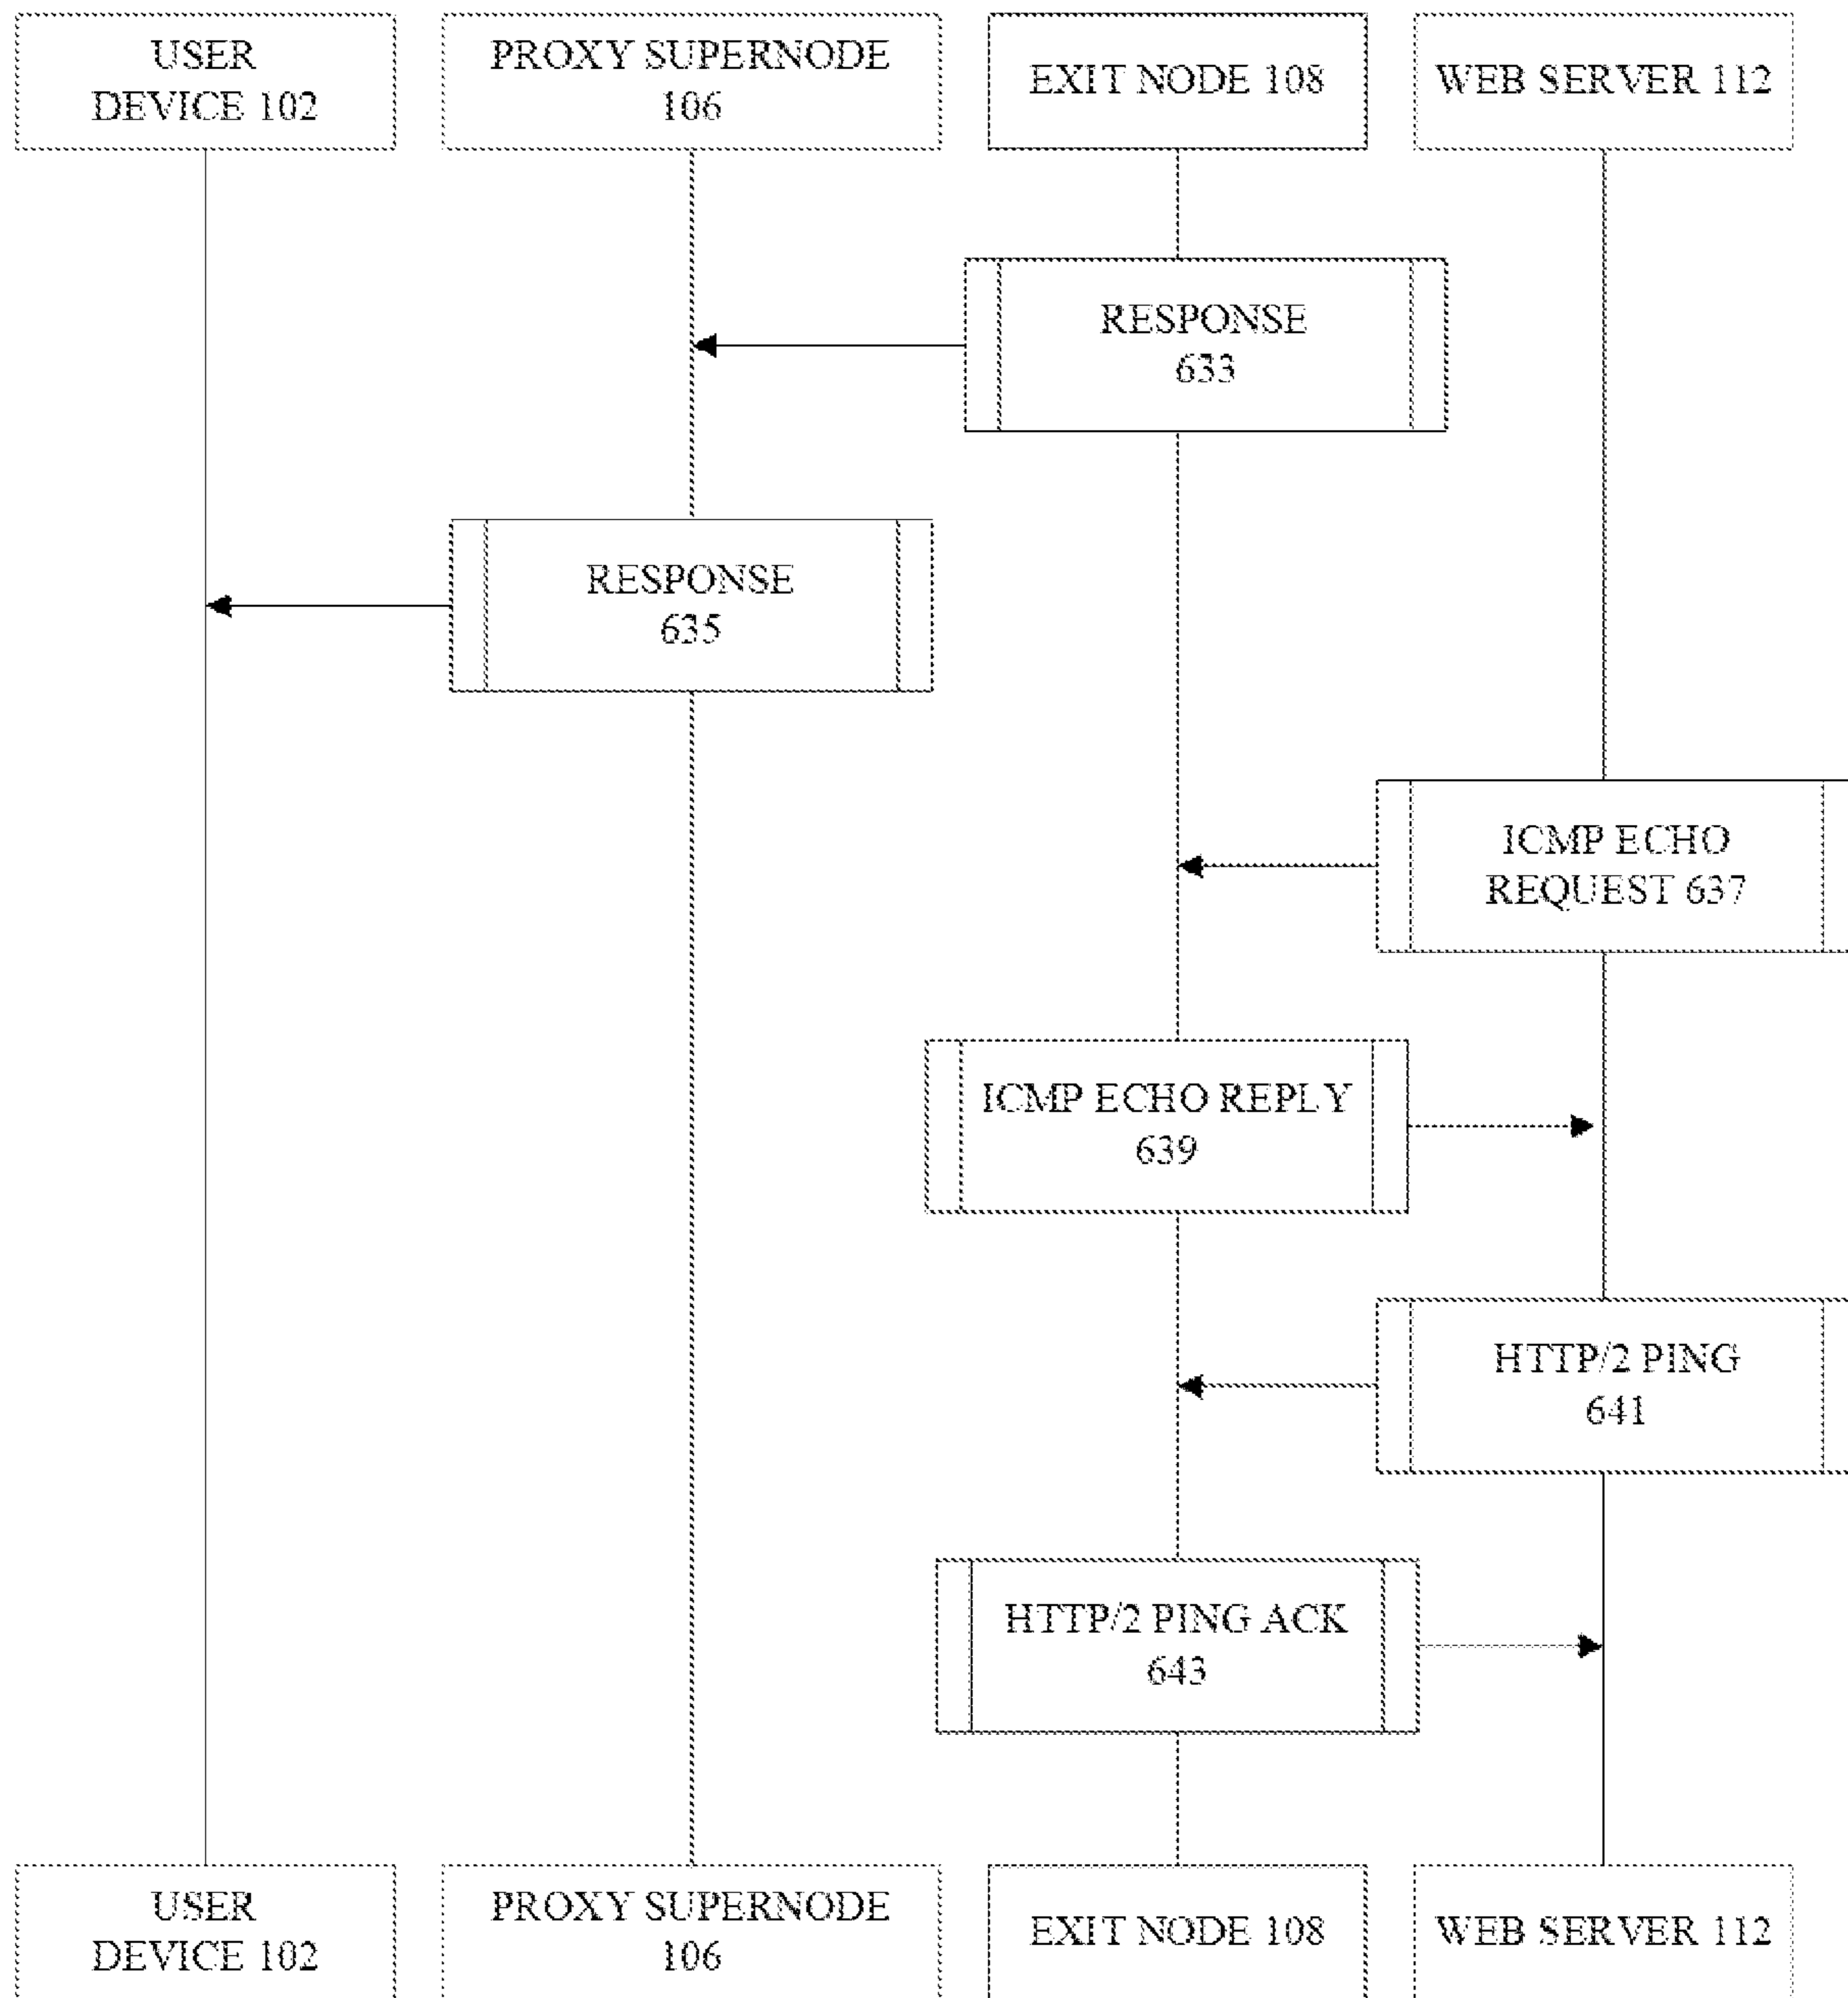 USER
DEVICE 102
PROXY SUPERNODE
106
EXIT NODE 108
WEB SERVER 112
RESPONSE
633
RESPONSE
635
ICMP ECHO
REQUEST 637
ICMP ECHO REPLY
639
HTTP/2 PING
641
HTTP/2 PING ACK
643
USER
DEVICE 102
PROXY SUPERNODE
106
EXIT NODE 108
WEB SERVER 112